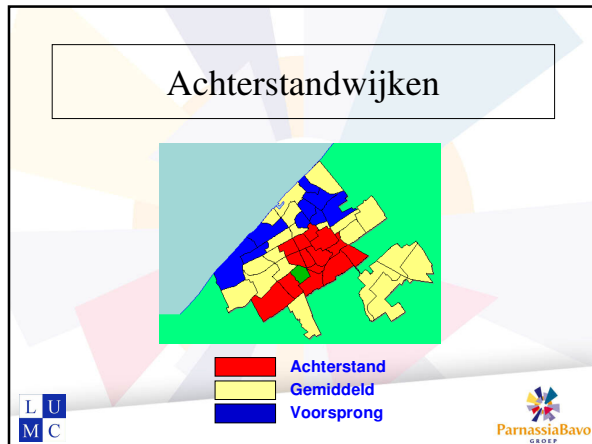 Achterstandwijken
Achterstand
Gemiddeld
Voorsprong
L U
M C
ParnassiaBavo
GROEP